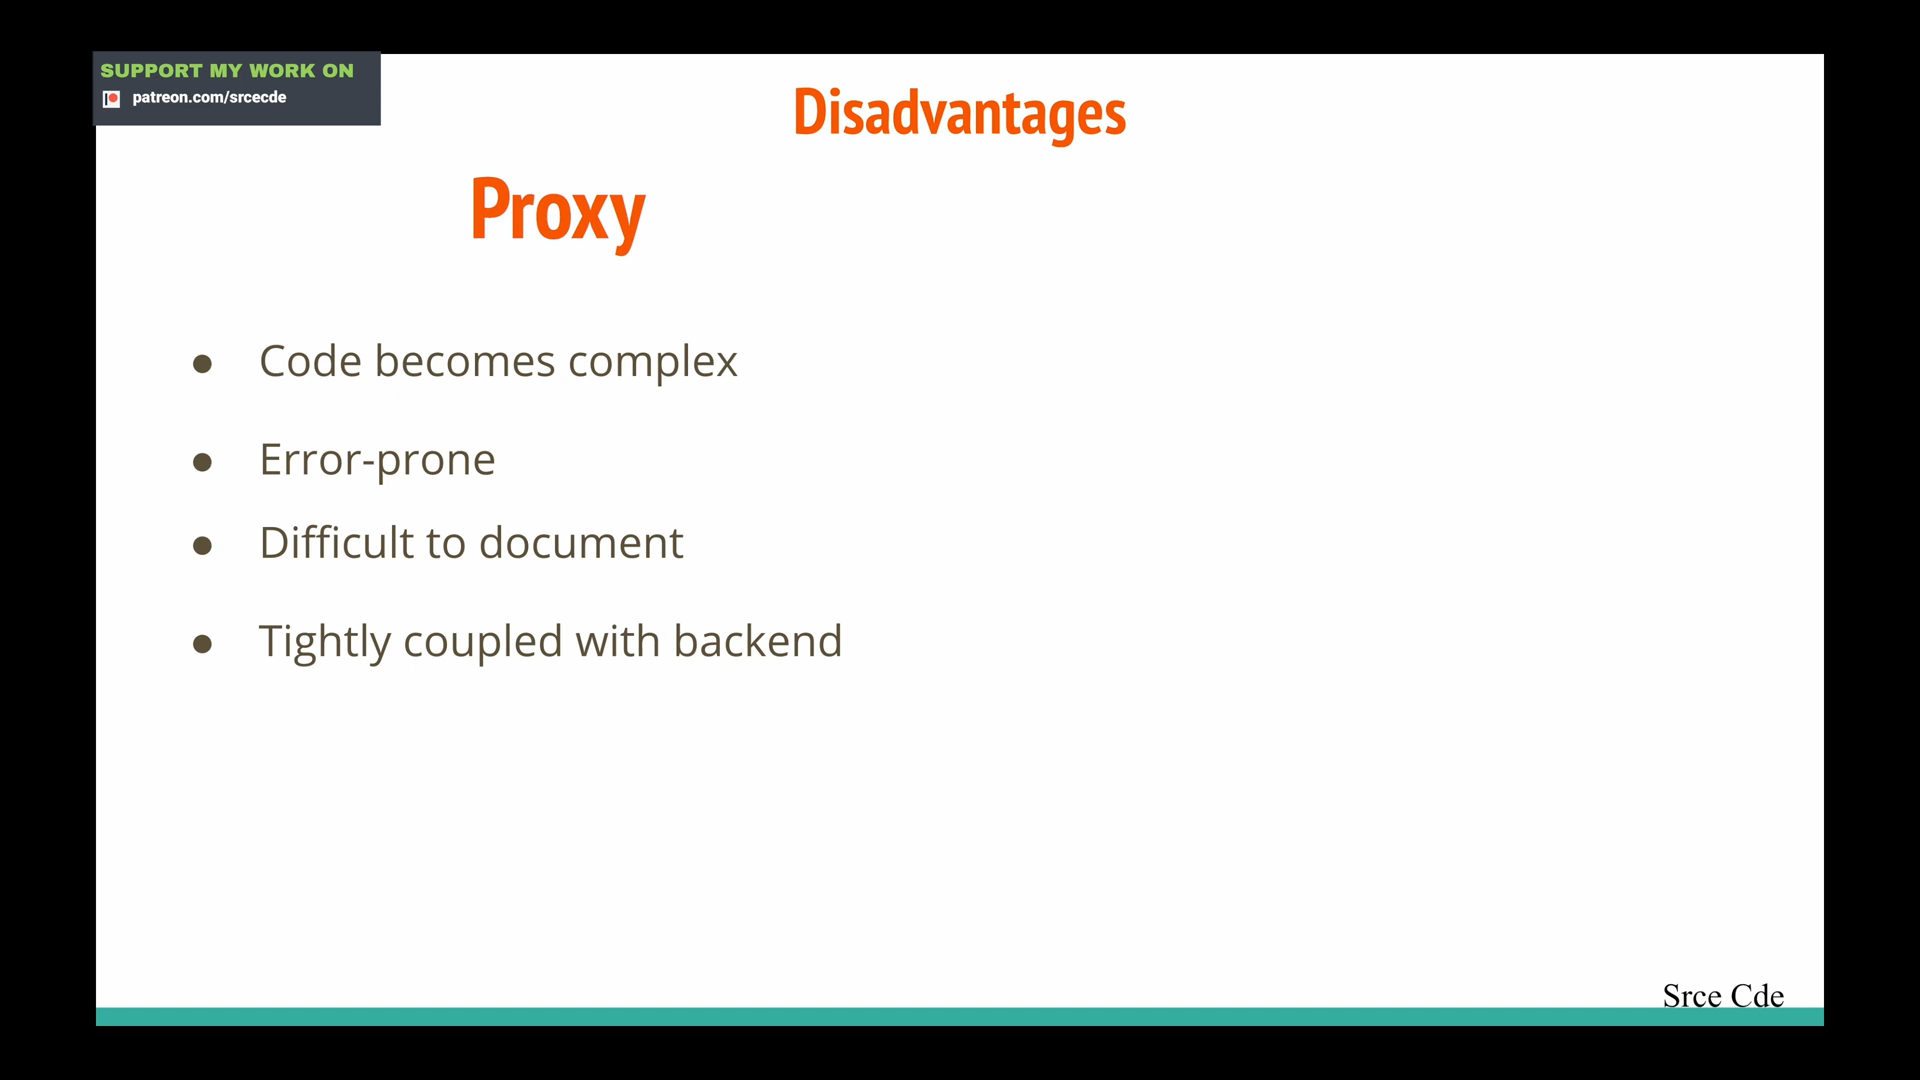 SUPPORT MY WORK ON
patreon.com/srcecde
Disadvantages
Proxy
● Code becomes complex
● Error-prone
● Difficult to document
● Tightly coupled with backend
Srce Cde